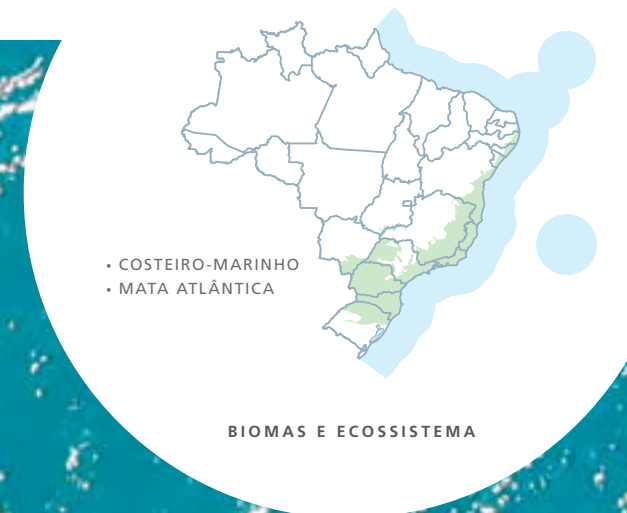 • COSTEIRO-MARINHO
• MATA ATLÂNTICA
BIOMAS E ECOSSISTEMA